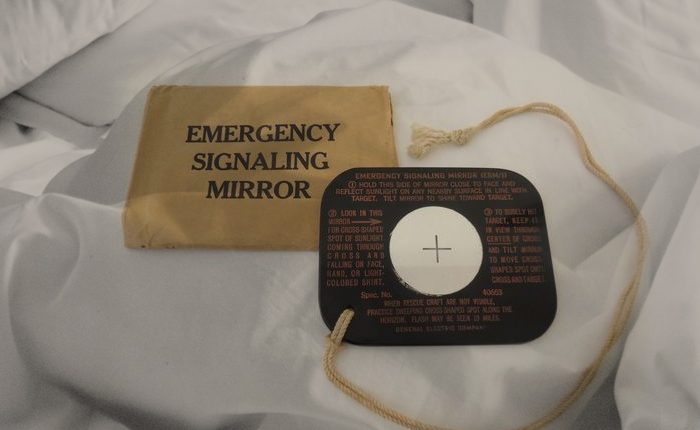 EMERGENCY
SIGNALING
MIRROR
EMERGENCY SIGNALING MIRROR (ESM/1)
① HOLD THIS SIDE OF MIRROR CLOSE TO FACE AND
REFLECT SUNLIGHT ON ANY NEARBY SURFACE IN LINE WITH
TARGET. TILT MIRROR TO SHINE TOWARD TARGET.
② LOOK IN THIS
MIRROR
FOR CROSS-SHAPED
SPOT OF SUNLIGHT
COMING THROUGH
CROSS AND
FALLING ON FACE,
HAND, OR LIGHT-
COLORED SHIRT.
③ TO SURELY HIT
TARGET, KEEP IT
IN VIEW THROUGH
CENTER OF CROSS
AND TILT MIRROR
TO MOVE CROSS-
SHAPED SPOT ONTO
CROSS AND TARGET.
Spec. No. 40653
WHEN RESCUE CRAFT ARE NOT VISIBLE,
PRACTICE SWEEPING CROSS SHAPED SPOT ALONG THE
HORIZON. FLASH MAY BE SEEN 10 MILES.
GENERAL ELECTRIC COMPANY